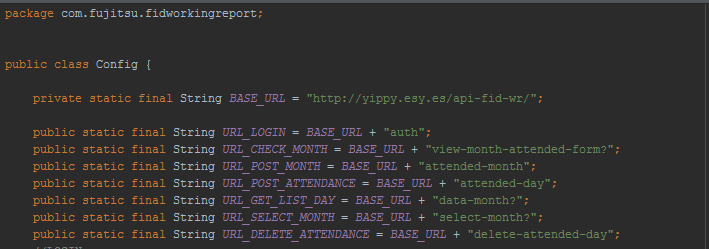 package com.fujitsu.fidworkingreport;
public class Config {
private static final String BASE_URL = "http://yippy.esy.es/api-fid-wr/";
public static final String URL_LOGIN = BASE_URL + "auth";
public static final String URL_CHECK_MONTH = BASE_URL + "view-month-attended-form?";
public static final String URL_POST_MONTH = BASE_URL + "attended-month";
public static final String URL_POST_ATTENDANCE = BASE_URL + "attended-day";
public static final String URL_GET_LIST_DAY = BASE_URL + "data-month?";
public static final String URL_SELECT_MONTH = BASE_URL + "select-month?";
public static final String URL_DELETE_ATTENDANCE = BASE_URL + "delete-attended-day";